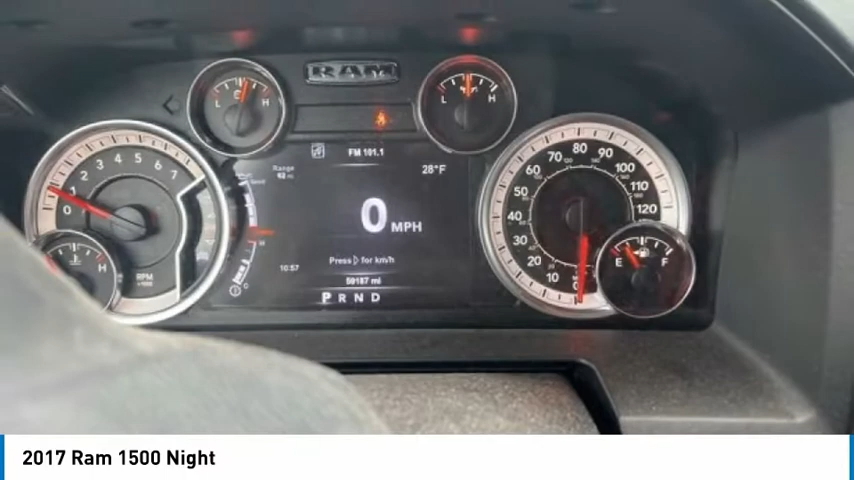 RAM
L H
L H
FM 101.1
Range
28°F
0 1 2 3 4 5 6 7
RPM
H
0 MPH
Press ▷ for km/h
10:57
59187 mi
P R N D
10 20 30 40 50 60 70 80 90 100 110 120
E F
2017 Ram 1500 Night